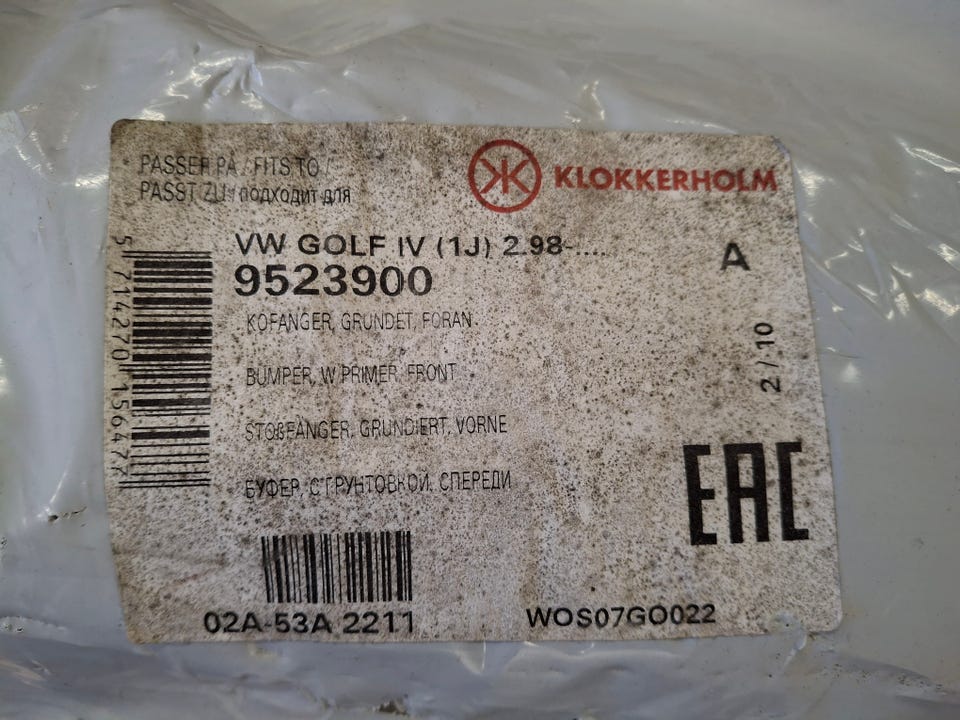 PASSER PÅ / FITS TO /
PASST ZU / ПОДХОДИТ ДЛЯ
KLOKKERHOLM
VW GOLF IV (1J) 2.98-....
9523900
A
KOFANGER, GRUNDET, FORAN
BUMPER, W.PRIMER, FRONT
STOßFANGER, GRUNDIERT, VORNE
БУФЕР, С ГРУНТОВКОЙ, СПЕРЕДИ
5 714270 156477
2 / 10
EAC
02A-53A 2211
WOS07GO022